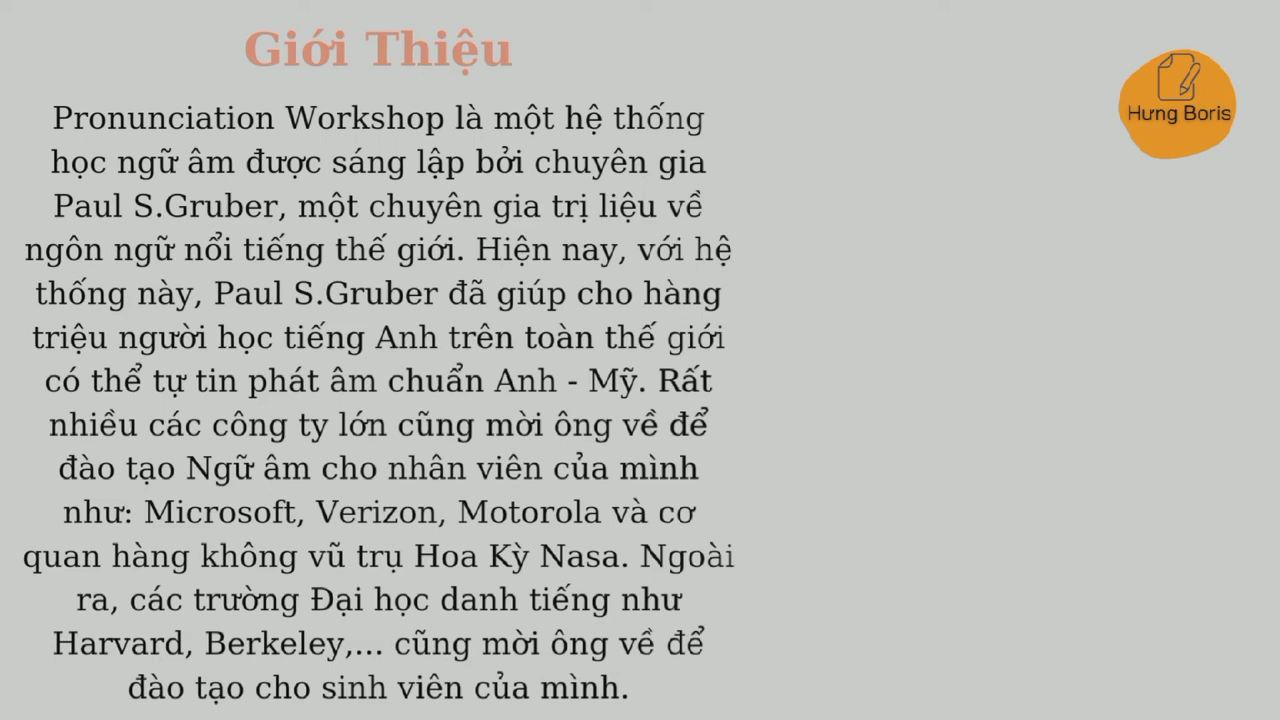 Giới Thiệu
Pronunciation Workshop là một hệ thống
học ngữ âm được sáng lập bởi chuyên gia
Paul S.Gruber, một chuyên gia trị liệu về
ngôn ngữ nổi tiếng thế giới. Hiện nay, với hệ
thống này, Paul S.Gruber đã giúp cho hàng
triệu người học tiếng Anh trên toàn thế giới
có thể tự tin phát âm chuẩn Anh - Mỹ. Rất
nhiều các công ty lớn cũng mời ông về để
đào tạo Ngữ âm cho nhân viên của mình
như: Microsoft, Verizon, Motorola và cơ
quan hàng không vũ trụ Hoa Kỳ Nasa. Ngoài
ra, các trường Đại học danh tiếng như
Harvard, Berkeley,... cũng mời ông về để
đào tạo cho sinh viên của mình.
Hưng Boris